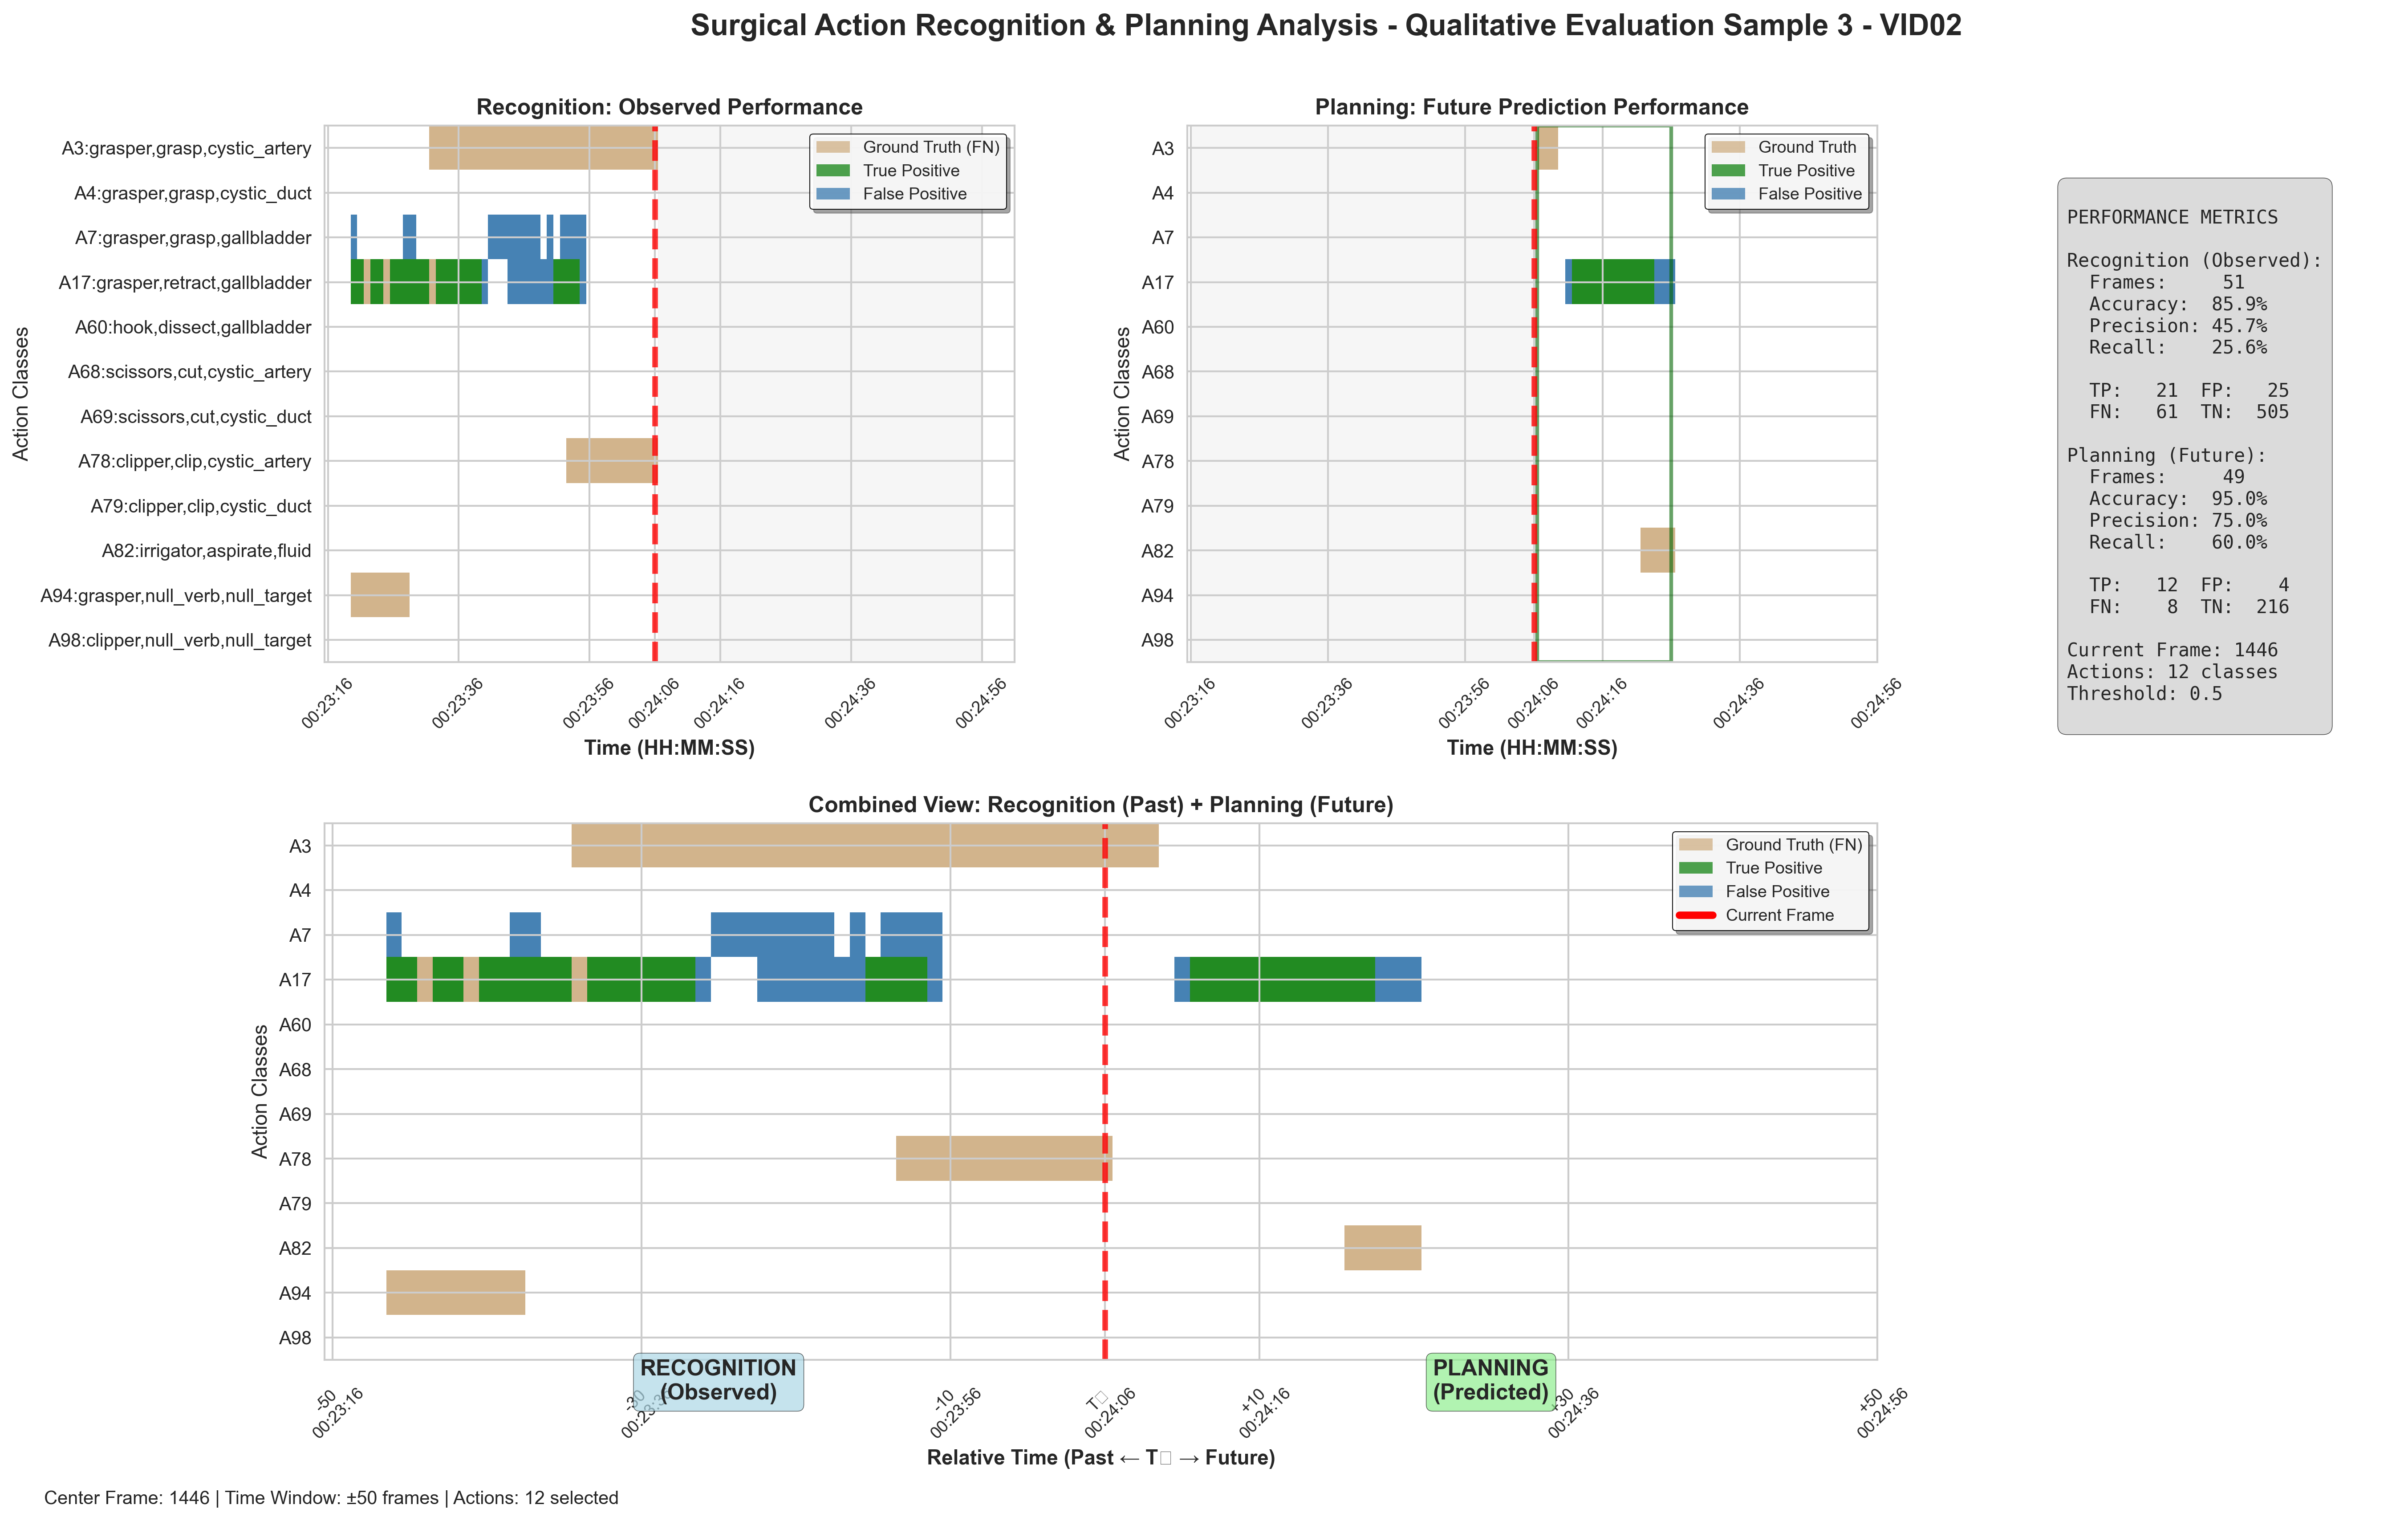 Surgical Action Recognition & Planning Analysis - Qualitative Evaluation Sample 3 - VID02
Recognition: Observed Performance
Action Classes
A3:grasper,grasp,cystic_artery
A4:grasper,grasp,cystic_duct
A7:grasper,grasp,gallbladder
A17:grasper,retract,gallbladder
A60:hook,dissect,gallbladder
A68:scissors,cut,cystic_artery
A69:scissors,cut,cystic_duct
A78:clipper,clip,cystic_artery
A79:clipper,clip,cystic_duct
A82:irrigator,aspirate,fluid
A94:grasper,null_verb,null_target
A98:clipper,null_verb,null_target
Ground Truth (FN)
True Positive
False Positive
00:23:16
00:23:36
00:23:56
00:24:06
00:24:16
00:24:36
00:24:56
Time (HH:MM:SS)
Planning: Future Prediction Performance
Action Classes
A3
A4
A7
A17
A60
A68
A69
A78
A79
A82
A94
A98
Ground Truth
True Positive
False Positive
00:23:16
00:23:36
00:23:56
00:24:06
00:24:16
00:24:36
00:24:56
Time (HH:MM:SS)
PERFORMANCE METRICS
Recognition (Observed):
Frames: 51
Accuracy: 85.9%
Precision: 45.7%
Recall: 25.6%
TP: 21 FP: 25
FN: 61 TN: 505
Planning (Future):
Frames: 49
Accuracy: 95.0%
Precision: 75.0%
Recall: 60.0%
TP: 12 FP: 4
FN: 8 TN: 216
Current Frame: 1446
Actions: 12 classes
Threshold: 0.5
Combined View: Recognition (Past) + Planning (Future)
Action Classes
A3
A4
A7
A17
A60
A68
A69
A78
A79
A82
A94
A98
Ground Truth (FN)
True Positive
False Positive
Current Frame
RECOGNITION
(Observed)
PLANNING
(Predicted)
-50
00:23:16
-30
-10
00:23:56
T□
00:24:06
+10
00:24:16
+30
00:24:36
+50
00:24:56
Relative Time (Past ← T□ → Future)
Center Frame: 1446 | Time Window: ±50 frames | Actions: 12 selected